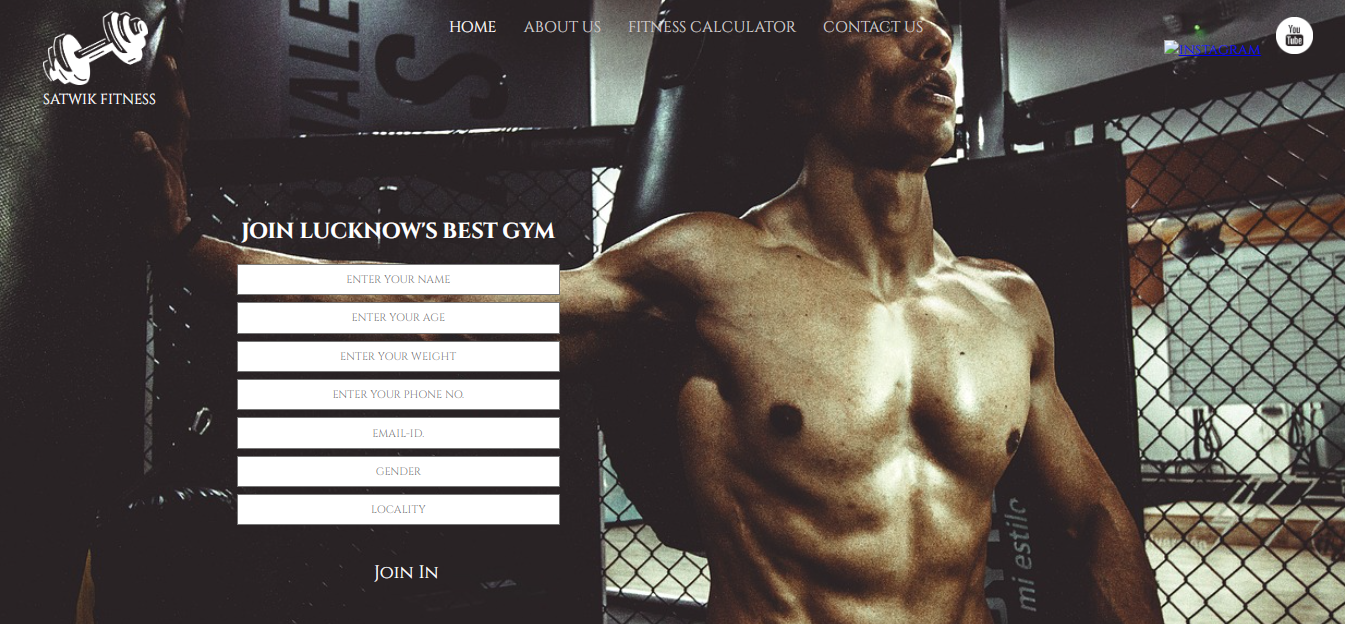 HOME ABOUT US FITNESS CALCULATOR CONTACT US
INSTAGRAM
You
Tube
SATWIK FITNESS
JOIN LUCKNOW'S BEST GYM
ENTER YOUR NAME
ENTER YOUR AGE
ENTER YOUR WEIGHT
ENTER YOUR PHONE NO.
EMAIL-ID.
GENDER
LOCALITY
Join In
mi estilo